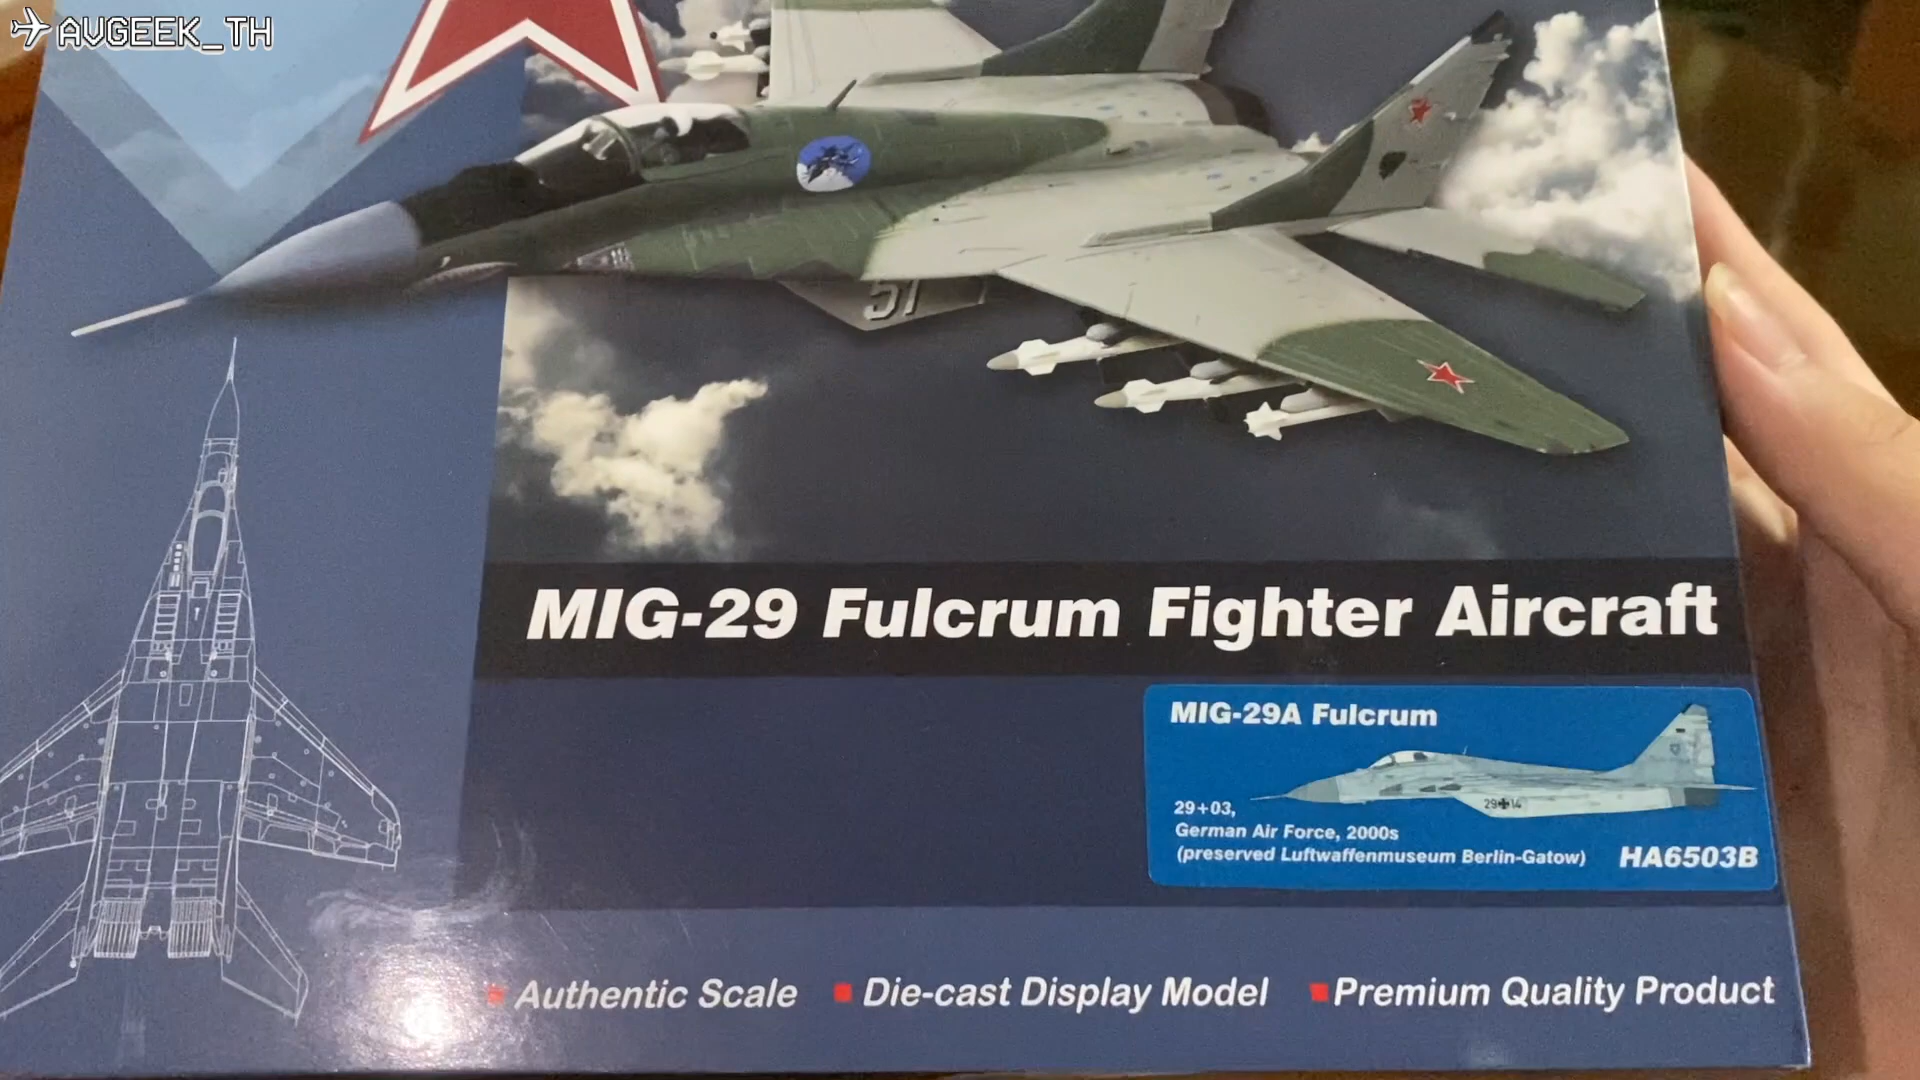 AVGEEK_TH
57
MIG-29 Fulcrum Fighter Aircraft
MIG-29A Fulcrum
29+14
29+03,
German Air Force, 2000s
(preserved Luftwaffenmuseum Berlin-Gatow)
HA6503B
Authentic Scale
Die-cast Display Model
Premium Quality Product